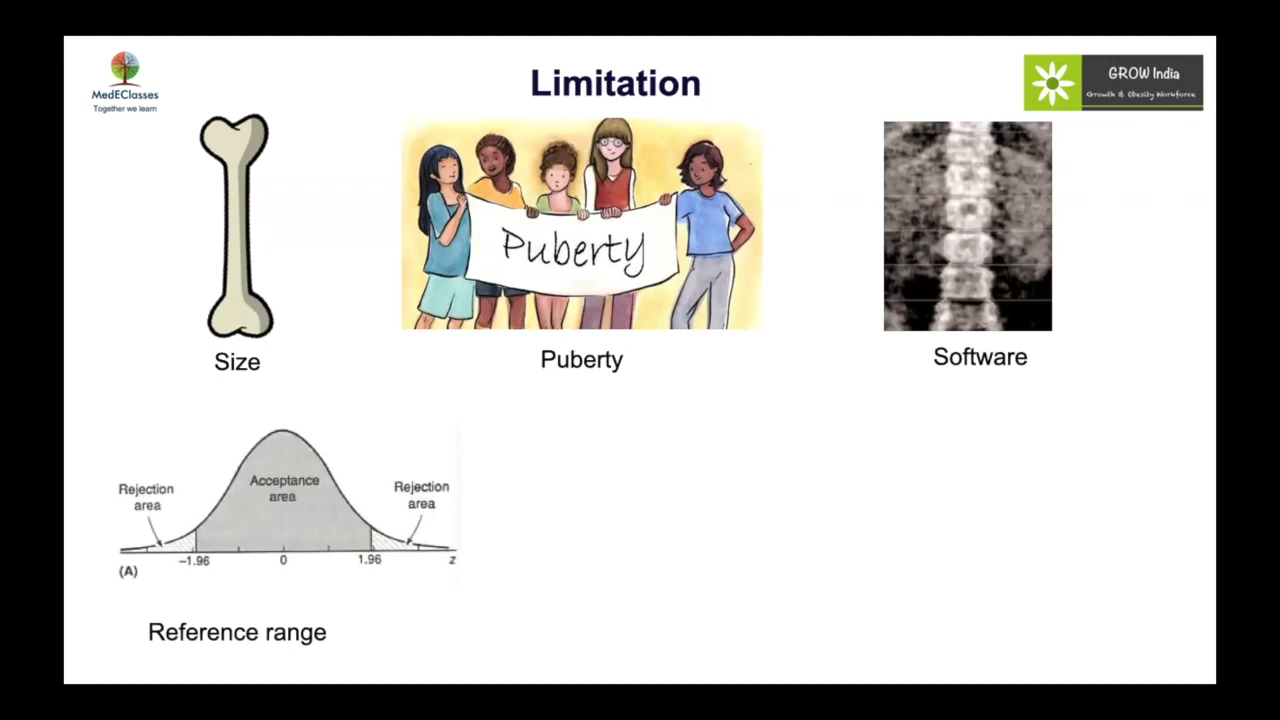 MedEClasses
Together we learn
Limitation
GROW India
Growth & Obesity Workforce
Puberty
Size
Puberty
Software
Rejection
area
Acceptance
area
Rejection
area
−1.96
0
1.96
z
(A)
Reference range